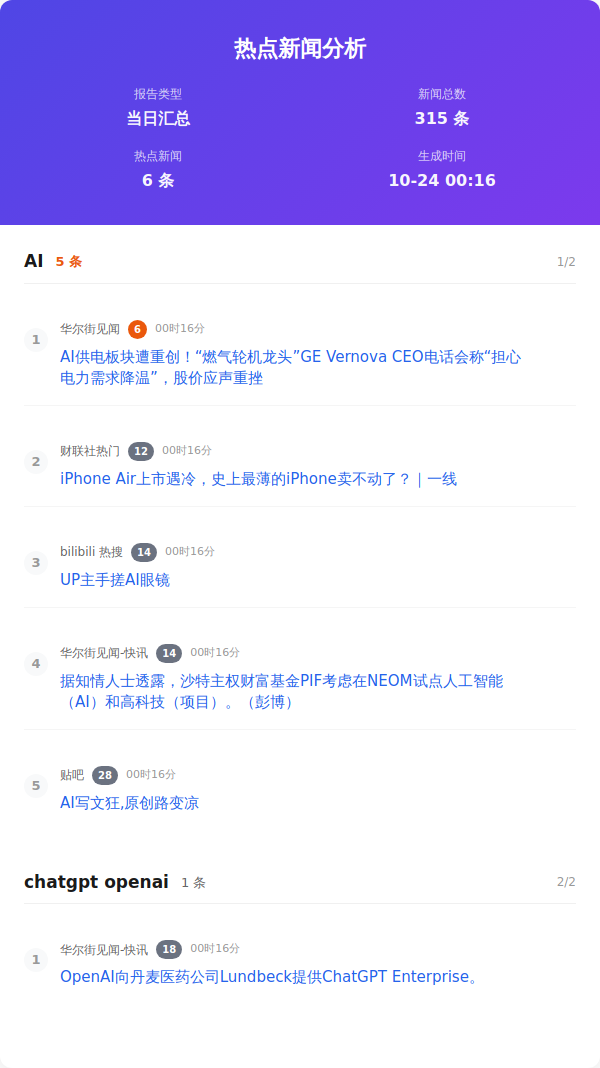 热点新闻分析
报告类型
新闻总数
当日汇总
315 条
热点新闻
生成时间
6 条
10-24 00:16
AI 5 条 1/2
1
华尔街见闻 6 00时16分
AI供电板块遭重创！“燃气轮机龙头”GE Vernova CEO电话会称“担心
电力需求降温”，股价应声重挫
2
财联社热门 12 00时16分
iPhone Air上市遇冷，史上最薄的iPhone卖不动了？｜一线
3
bilibili 热搜 14 00时16分
UP主手搓AI眼镜
4
华尔街见闻-快讯 14 00时16分
据知情人士透露，沙特主权财富基金PIF考虑在NEOM试点人工智能
（AI）和高科技（项目）。（彭博）
5
贴吧 28 00时16分
AI写文狂,原创路变凉
chatgpt openai 1 条 2/2
1
华尔街见闻-快讯 18 00时16分
OpenAI向丹麦医药公司Lundbeck提供ChatGPT Enterprise。